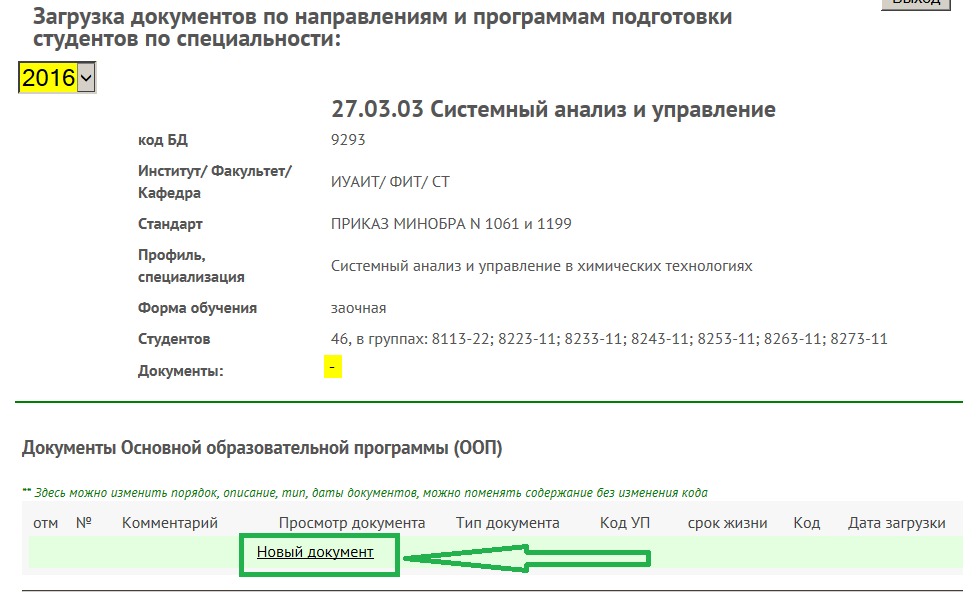 Загрузка документов по направлениям и программам подготовки
студентов по специальности:
Выход
2016
27.03.03 Системный анализ и управление
код БД 9293
Институт/ Факультет/
Кафедра
ИУАИТ/ ФИТ/ СТ
Стандарт ПРИКАЗ МИНОБРА N 1061 и 1199
Профиль,
специализация
Системный анализ и управление в химических технологиях
Форма обучения заочная
Студентов 46, в группах: 8113-22; 8223-11; 8233-11; 8243-11; 8253-11; 8263-11; 8273-11
Документы: -
Документы Основной образовательной программы (ООП)
** Здесь можно изменить порядок, описание, тип, даты документов, можно поменять содержание без изменения кода
отм № Комментарий Просмотр документа Тип документа Код УП срок жизни Код Дата загрузки
Новый документ